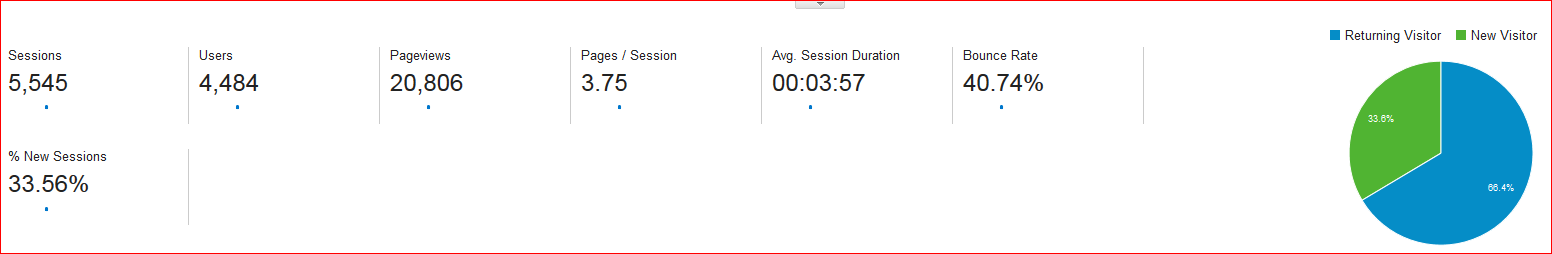 Returning Visitor New Visitor
Sessions Users Pageviews Pages / Session Avg. Session Duration Bounce Rate
5,545 4,484 20,806 3.75 00:03:57 40.74%
33.6%
% New Sessions
33.56%
66.4%